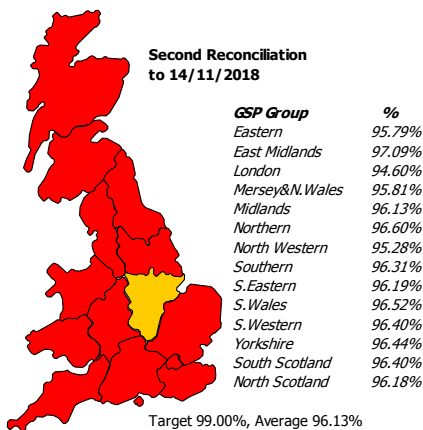 Second Reconciliation
to 14/11/2018
GSP Group %
Eastern 95.79%
East Midlands 97.09%
London 94.60%
Mersey&N.Wales 95.81%
Midlands 96.13%
Northern 96.60%
North Western 95.28%
Southern 96.31%
S.Eastern 96.19%
S.Wales 96.52%
S.Western 96.40%
Yorkshire 96.44%
South Scotland 96.40%
North Scotland 96.18%
Target 99.00%, Average 96.13%